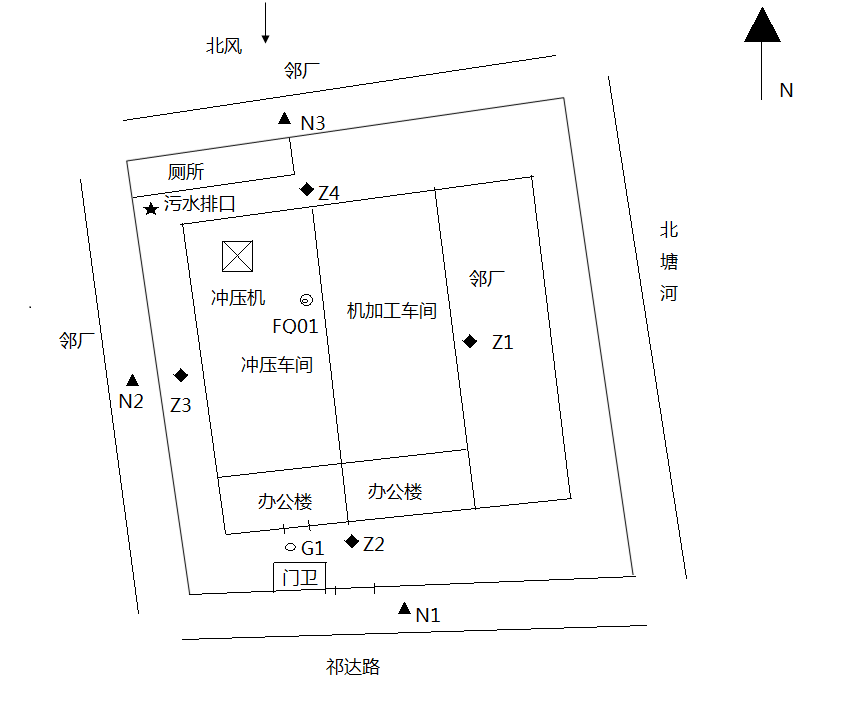 北风
邻厂
N
N3
厕所
Z4
污水排口
北塘河
邻厂
冲压机
FQ01
机加工车间
邻厂
Z1
冲压车间
N2
Z3
办公楼
办公楼
G1
Z2
门卫
N1
祁达路